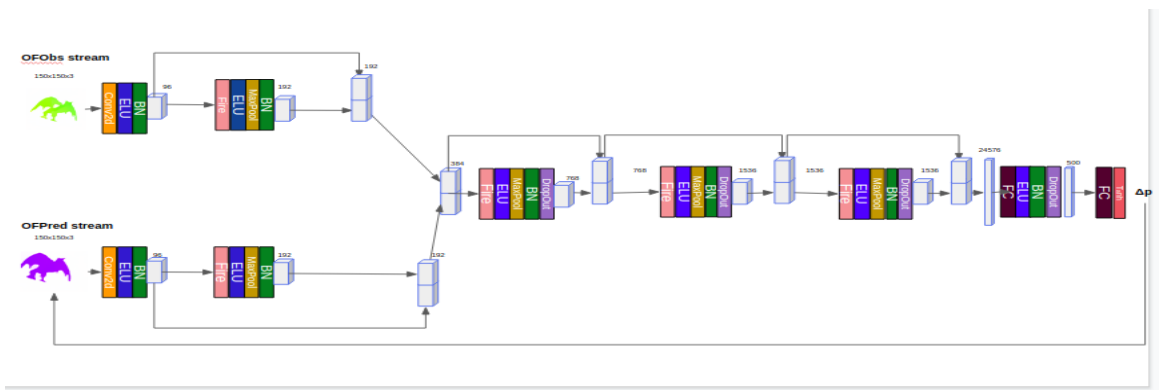 OFObs stream
150x150x3
Conv2d
ELU
BN
96
Fire
ELU
MaxPool
BN
192
192
384
Fire
ELU
MaxPool
BN
DropOut
768
768
Fire
ELU
MaxPool
BN
DropOut
1536
1536
Fire
ELU
MaxPool
BN
DropOut
1536
24576
FC
ELU
BN
DropOut
500
FC
Tanh
Δp
OFPred stream
150x150x3
Conv2d
ELU
BN
96
Fire
ELU
MaxPool
BN
192
192